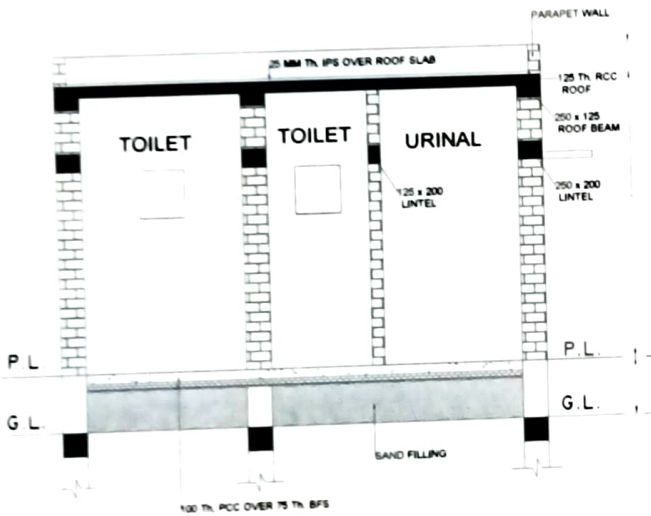 PARAPET WALL
25 MM Th. IPS OVER ROOF SLAB
125 Th. RCC
ROOF
250 x 125
ROOF BEAM
TOILET
TOILET
URINAL
125 x 200
LINTEL
250 x 200
LINTEL
P.L.
P.L.
G.L.
G.L.
SAND FILLING
100 Th. PCC OVER 75 Th. BFS